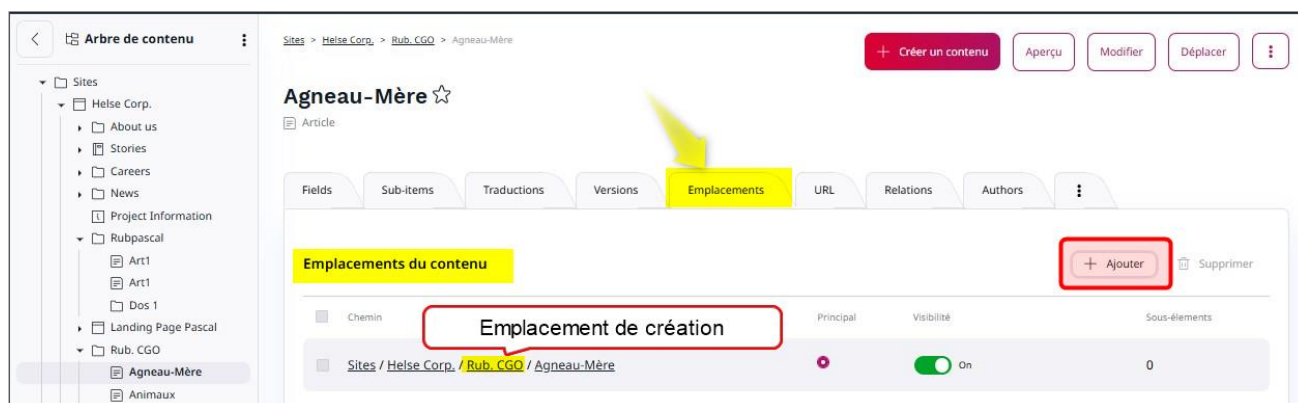 Arbre de contenu
Sites
Helse Corp.
About us
Stories
Careers
News
Project Information
Rubpascal
Art1
Art1
Dos 1
Landing Page Pascal
Rub. CGO
Agneau-Mère
Animaux
Sites > Helse Corp. > Rub. CGO > Agneau-Mère
+ Créer un contenu
Aperçu
Modifier
Déplacer
Agneau-Mère
Article
Fields
Sub-items
Traductions
Versions
Emplacements
URL
Relations
Authors
Emplacements du contenu
+ Ajouter
Supprimer
Chemin
Emplacement de création
Principal
Visibilité
Sous-élements
Sites / Helse Corp. / Rub. CGO / Agneau-Mère
On
0